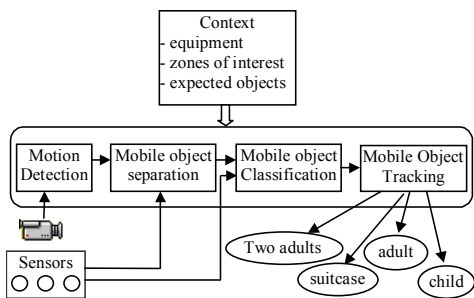 Context
- equipment
- zones of interest
- expected objects
Motion
Detection
Mobile object
separation
Mobile object
Classification
Mobile Object
Tracking
Sensors
Two adults
suitcase
adult
child